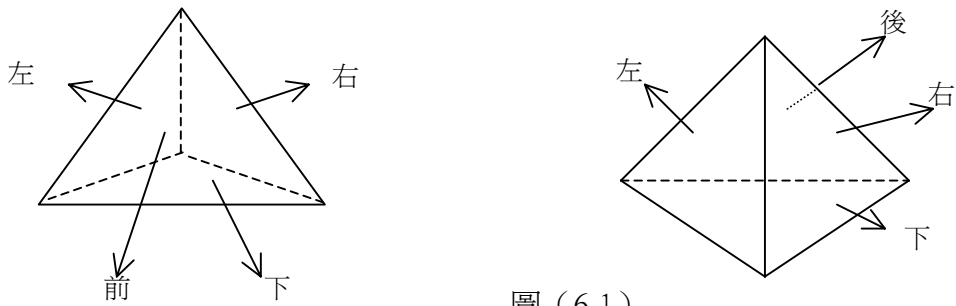 左
右
前
下
後
左
右
下
圖（6.1）